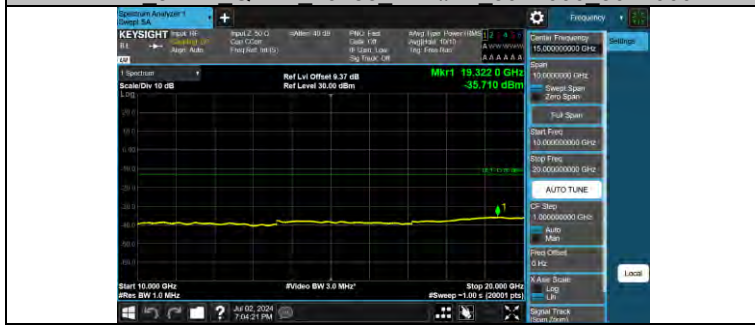 Spectrum Analyzer 1
Swept SA
+
Frequency
KEYSIGHT
Input: RF
Align: Auto
Input Z: 50 Ω
Corr CCorr
Freq Ref: Int (S)
#Atten: 40 dB
PNO: Fast
Gate: Off
IF Gain: Low
Sig Track: Off
#Avg Type: Power (RMS
Avg|Hold: 10/10
Trig: Free Run
A A A A A A
1 Spectrum
Scale/Div 10 dB
Log
Ref Lvl Offset 9.37 dB
Ref Level 30.00 dBm
Mkr1 19.322 0 GHz
-35.710 dBm
1
Start 10.000 GHz
#Res BW 1.0 MHz
#Video BW 3.0 MHz*
Stop 20.000 GHz
#Sweep ~1.00 s (20001 pts)
Jul 02, 2024
7:04:21 PM
Center Frequency
15.000000000 GHz
Settings
Span
10.0000000 GHz
Swept Span
Zero Span
Full Span
Start Freq
10.000000000 GHz
Stop Freq
20.000000000 GHz
AUTO TUNE
CF Step
1.000000000 GHz
Auto
Man
Freq Offset
0 Hz
X Axis Scale
Log
Lin
Local
Signal Track
(Span Zoom)